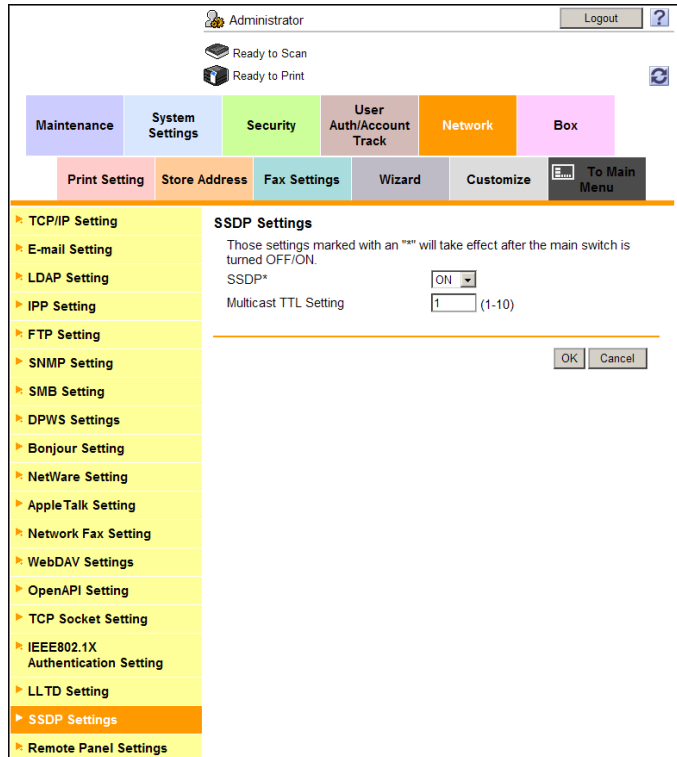 Administrator
Logout
?
Ready to Scan
Ready to Print
Maintenance
System
Settings
Security
User
Auth/Account
Track
Network
Box
Print Setting
Store Address
Fax Settings
Wizard
Customize
To Main
Menu
TCP/IP Setting
E-mail Setting
LDAP Setting
IPP Setting
FTP Setting
SNMP Setting
SMB Setting
DPWS Settings
Bonjour Setting
NetWare Setting
AppleTalk Setting
Network Fax Setting
WebDAV Settings
OpenAPI Setting
TCP Socket Setting
IEEE802.1X
Authentication Setting
LLTD Setting
SSDP Settings
Remote Panel Settings
SSDP Settings
Those settings marked with an "*" will take effect after the main switch is
turned OFF/ON.
SSDP* ON
Multicast TTL Setting 1 (1-10)
OK Cancel